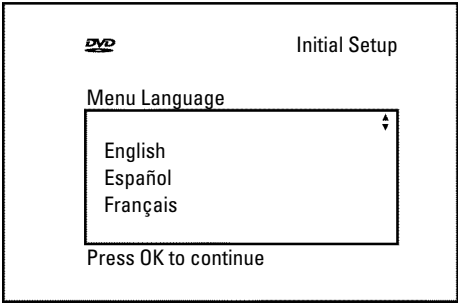 DVD Initial Setup
Menu Language
English
Español
Français
Press OK to continue